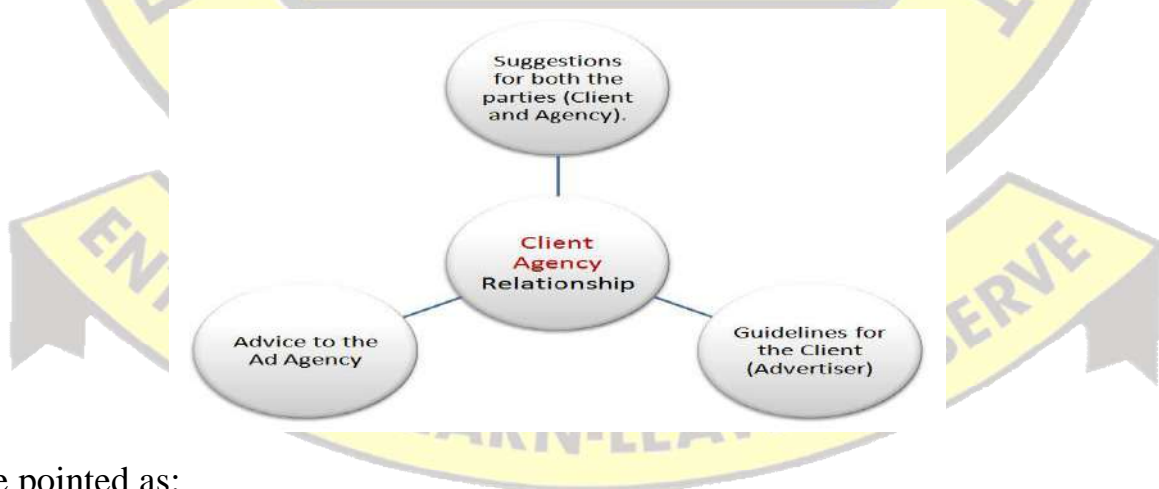 Suggestions
for both the
parties (Client
and Agency).
Client
Agency
Relationship
Advice to the
Ad Agency
Guidelines for
the Client
(Advertiser)
SERVE
pointed as: